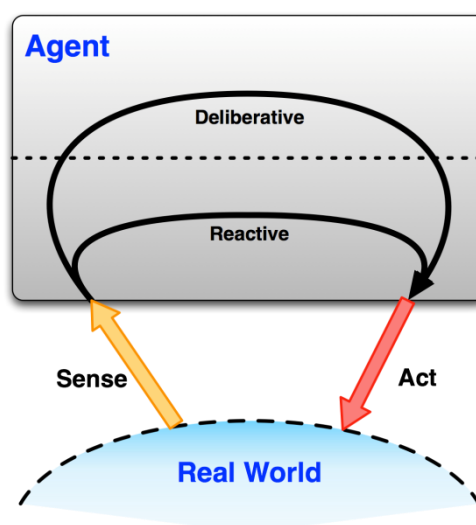 Agent
Deliberative
Reactive
Sense
Act
Real World